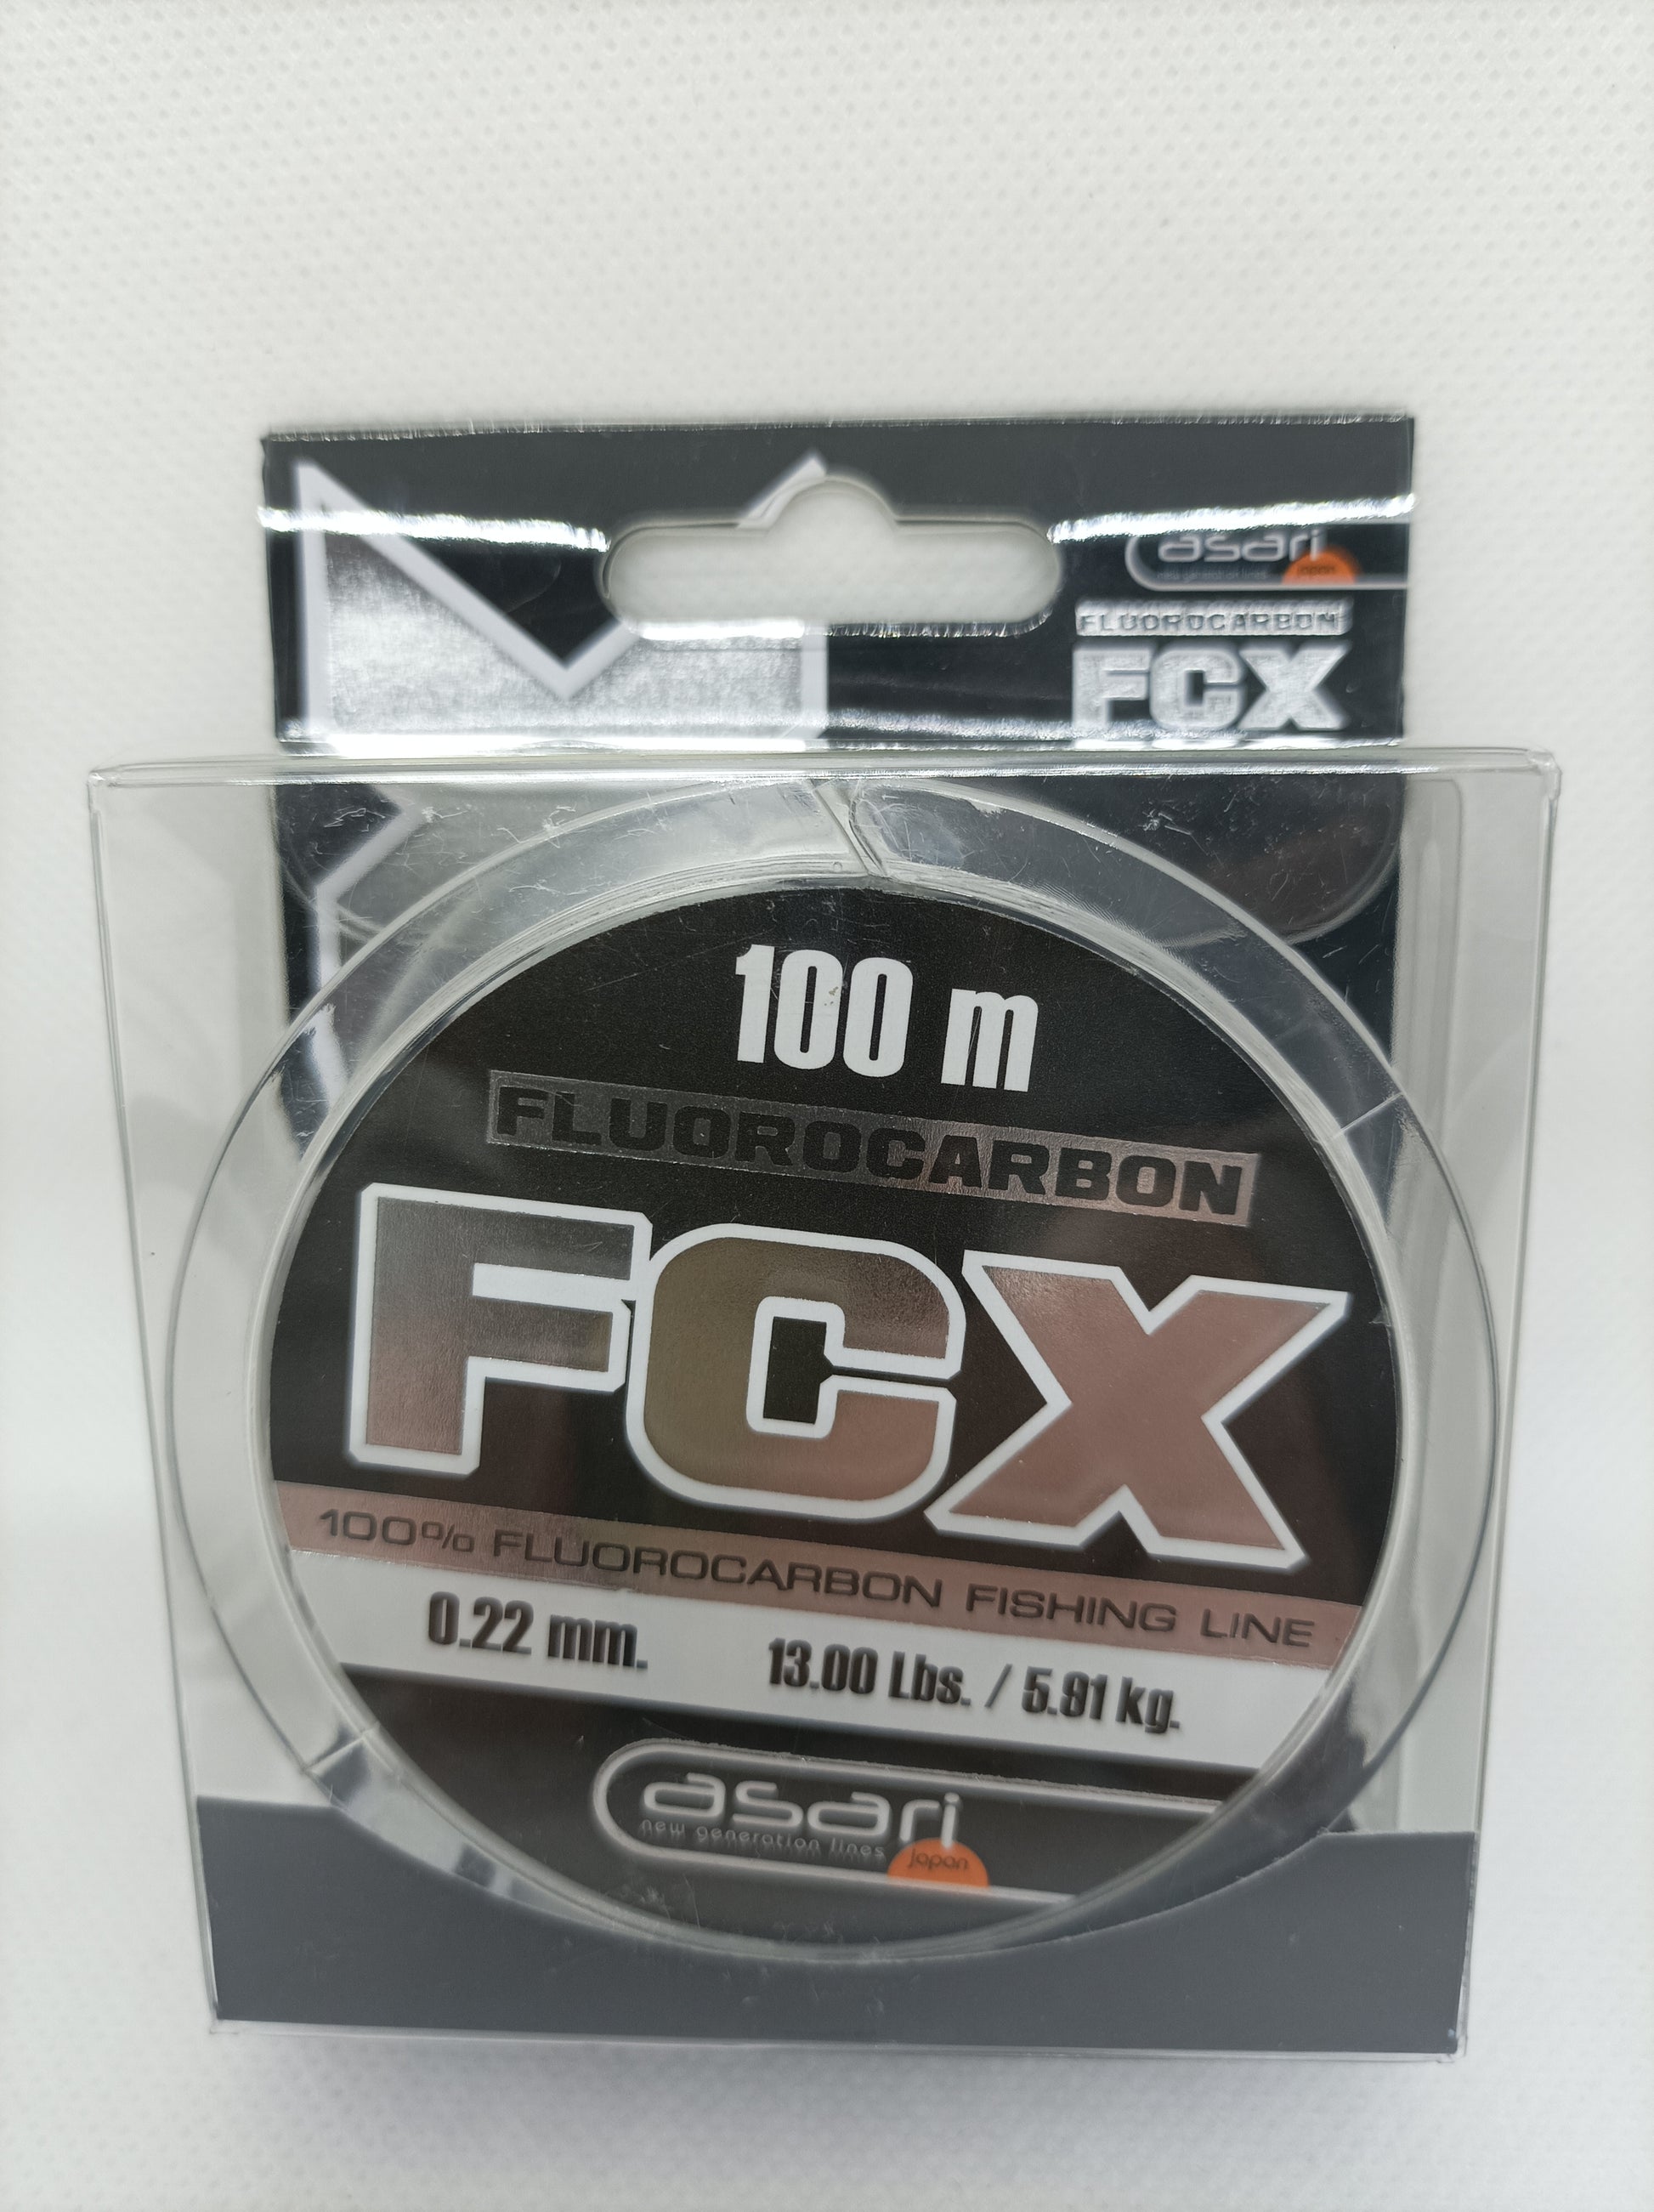 asari
new generation lines
japan
FLUOROCARBON
FCX
100 m
FLUOROCARBON
FCX
100% FLUOROCARBON FISHING LINE
0.22 mm. 13.00 Lbs. / 5.91 kg.
asari
new generation lines
japan